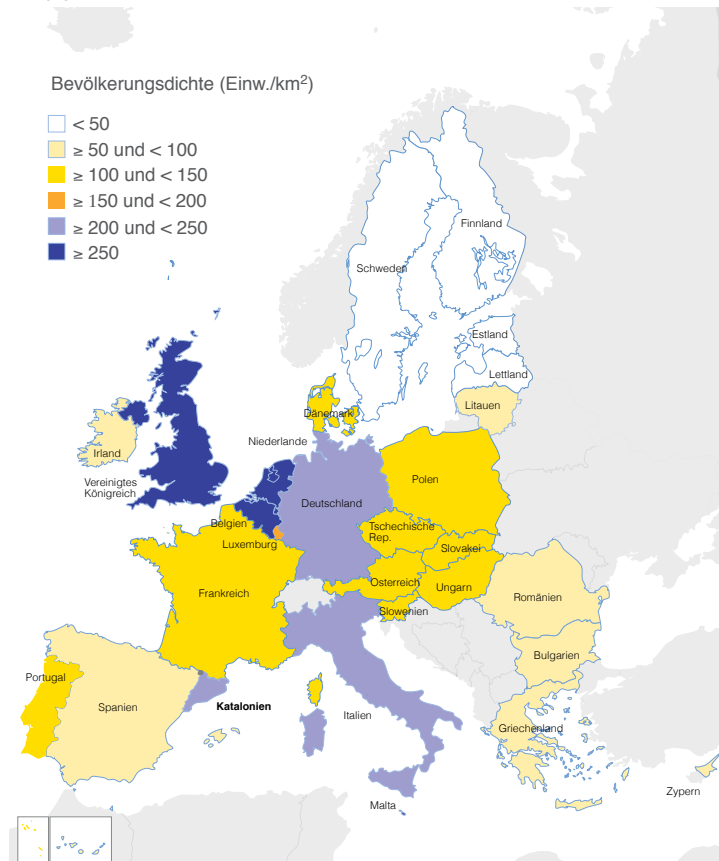 Bevölkerungsdichte (Einw./km²)
< 50
≥ 50 und < 100
≥ 100 und < 150
≥ 150 und < 200
≥ 200 und < 250
≥ 250
Finnland
Schweden
Estland
Lettland
Litauen
Dänemark
Niederlande
Irland
Vereinigtes
Königreich
Polen
Deutschland
Belgien
Tschechische
Rep.
Luxemburg
Slovakei
Österreich
Ungarn
Frankreich
Romänien
Slowenien
Bulgarien
Portugal
Spanien
Katalonien
Italien
Griechenland
Zypern
Malta